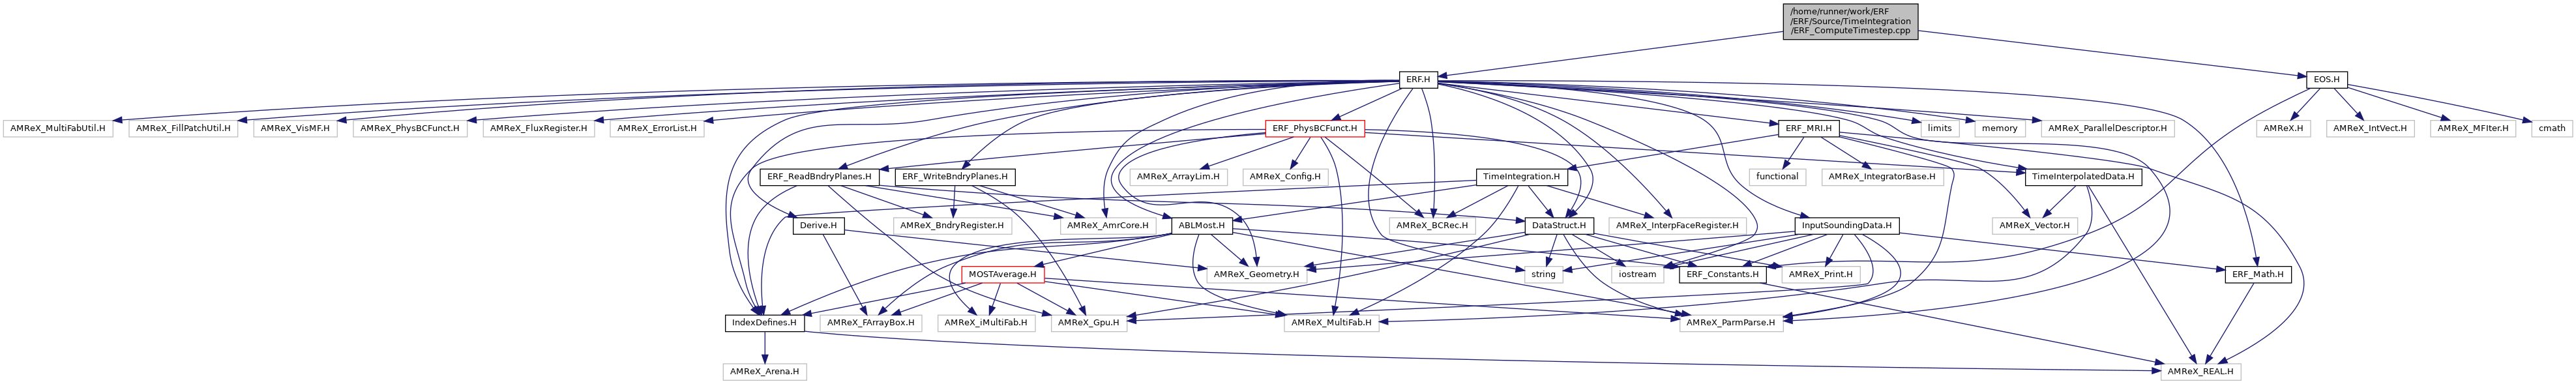 /home/runner/work/ERF
/ERF/Source/TimeIntegration
/ERF_ComputeTimestep.cpp
ERF.H
EOS.H
AMReX_MultiFabUtil.H
AMReX_FillPatchUtil.H
AMReX_VisMF.H
AMReX_PhysBCFunct.H
AMReX_FluxRegister.H
AMReX_ErrorList.H
ERF_PhysBCFunct.H
ERF_MRI.H
limits
memory
AMReX_ParallelDescriptor.H
AMReX.H
AMReX_IntVect.H
AMReX_MFIter.H
cmath
ERF_ReadBndryPlanes.H
ERF_WriteBndryPlanes.H
AMReX_ArrayLim.H
AMReX_Config.H
TimeIntegration.H
functional
AMReX_IntegratorBase.H
TimeInterpolatedData.H
Derive.H
AMReX_BndryRegister.H
AMReX_AmrCore.H
ABLMost.H
AMReX_BCRec.H
DataStruct.H
AMReX_InterpFaceRegister.H
InputSoundingData.H
AMReX_Vector.H
MOSTAverage.H
AMReX_Geometry.H
string
iostream
ERF_Constants.H
AMReX_Print.H
ERF_Math.H
IndexDefines.H
AMReX_FArrayBox.H
AMReX_iMultiFab.H
AMReX_Gpu.H
AMReX_MultiFab.H
AMReX_ParmParse.H
AMReX_Arena.H
AMReX_REAL.H